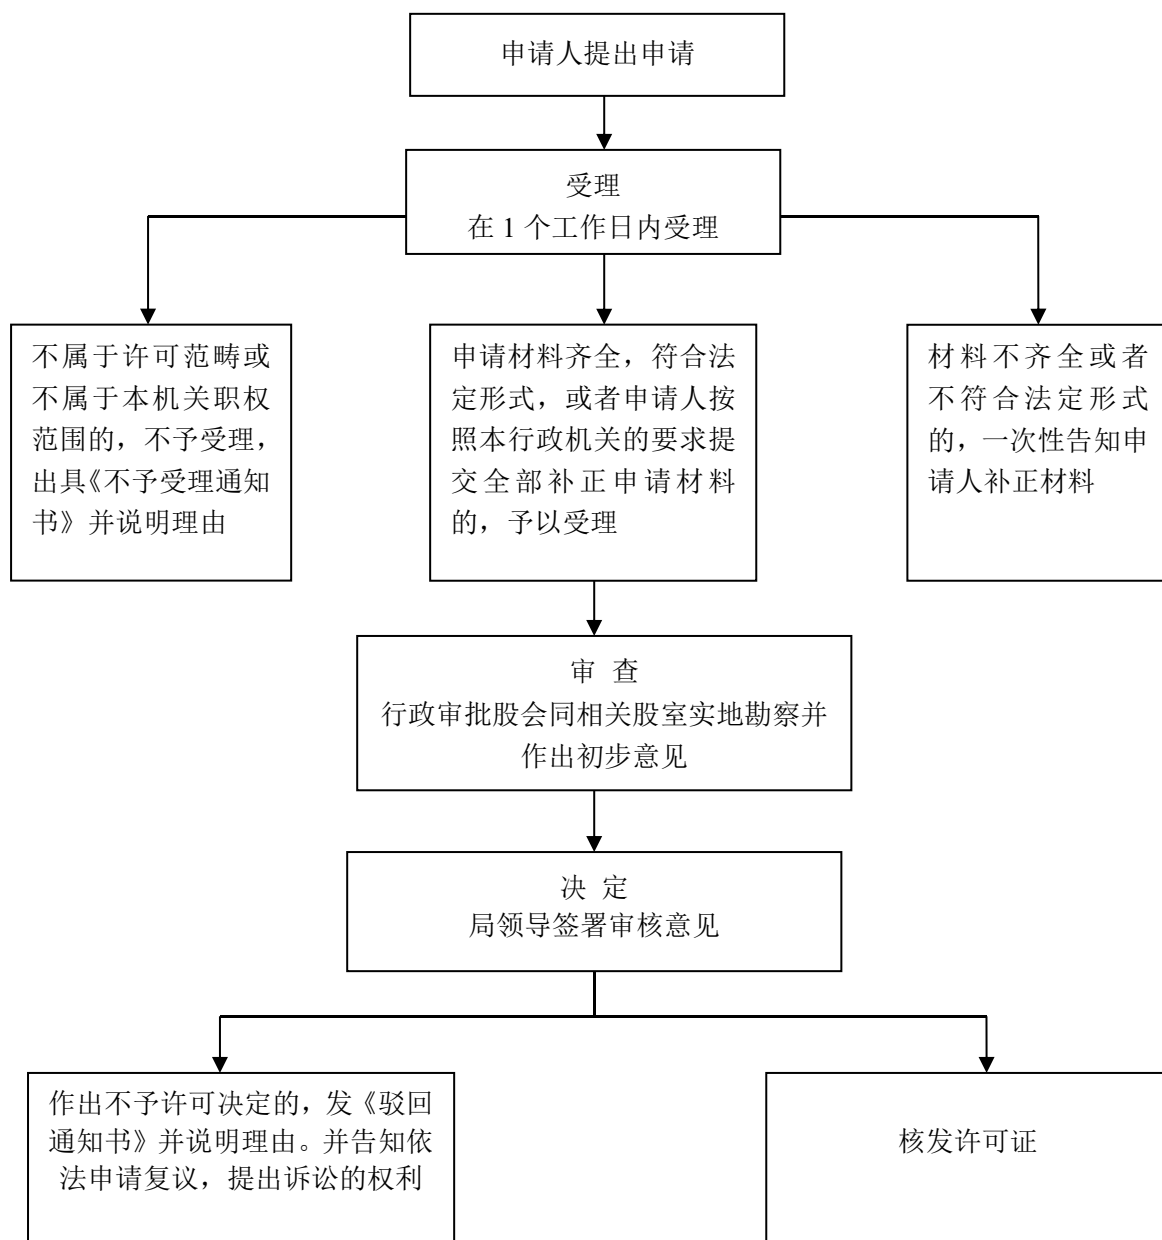 申请人提出申请
受理
在 1 个工作日内受理
不属于许可范畴或
不属于本机关职权
范围的，不予受理，
出具《不予受理通知
书》并说明理由
申请材料齐全，符合法
定形式，或者申请人按
照本行政机关的要求提
交全部补正申请材料
的，予以受理
材料不齐全或者
不符合法定形式
的，一次性告知申
请人补正材料
审 查
行政审批股会同相关股室实地勘察并
作出初步意见
决 定
局领导签署审核意见
作出不予许可决定的，发《驳回
通知书》并说明理由。并告知依
法申请复议，提出诉讼的权利
核发许可证